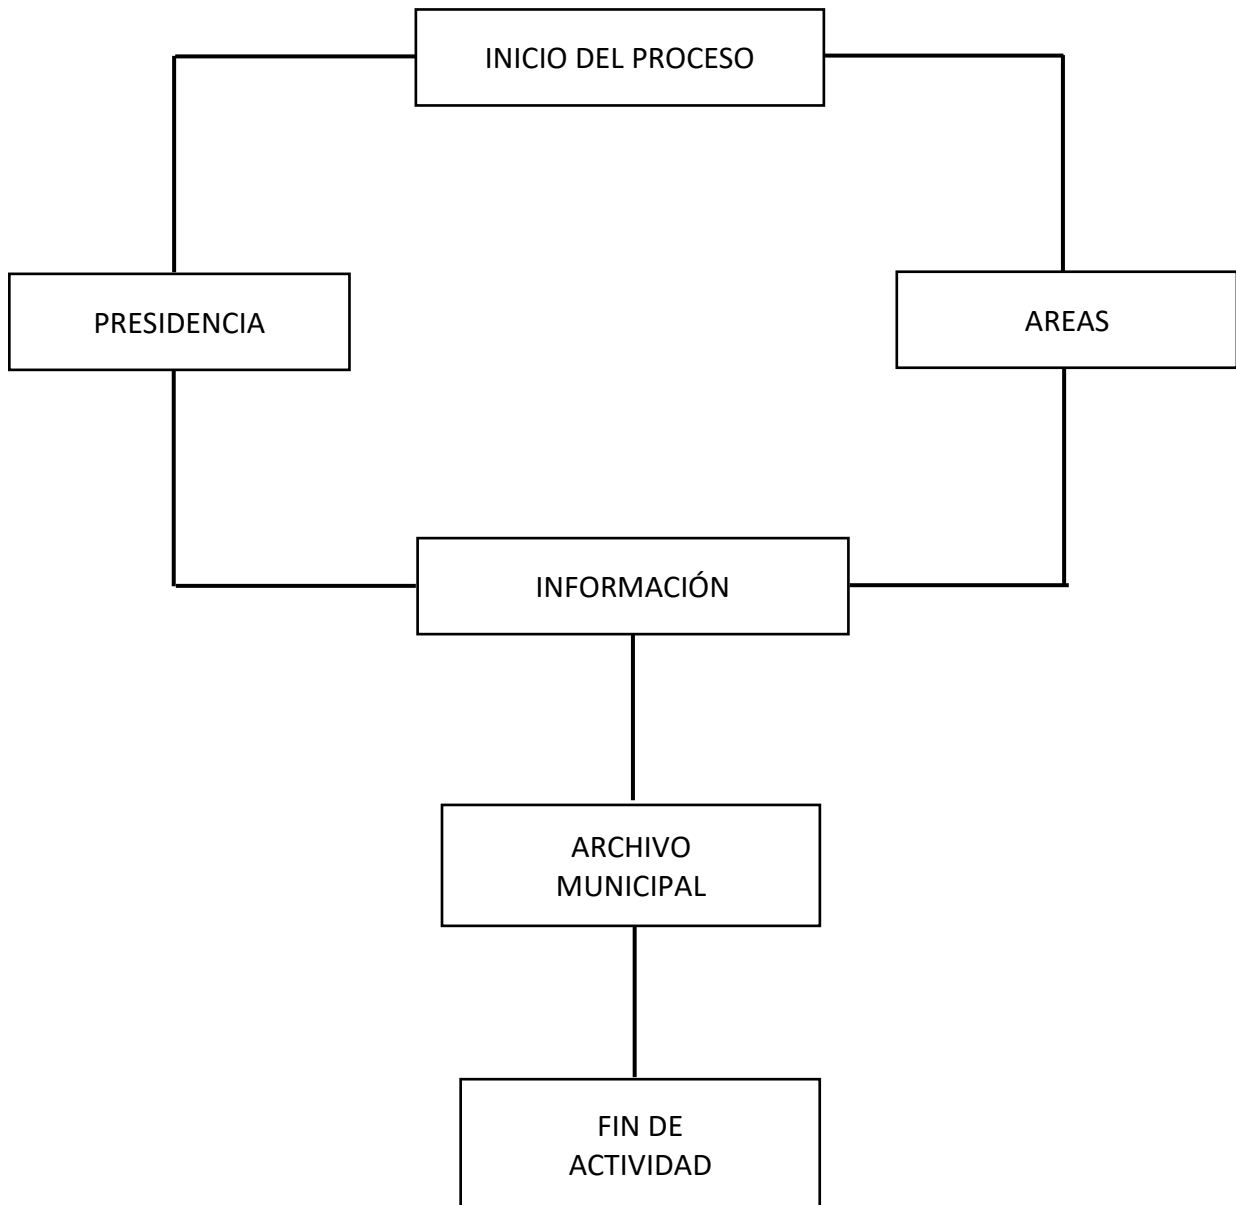 INICIO DEL PROCESO
PRESIDENCIA
AREAS
INFORMACIÓN
ARCHIVO
MUNICIPAL
FIN DE
ACTIVIDAD